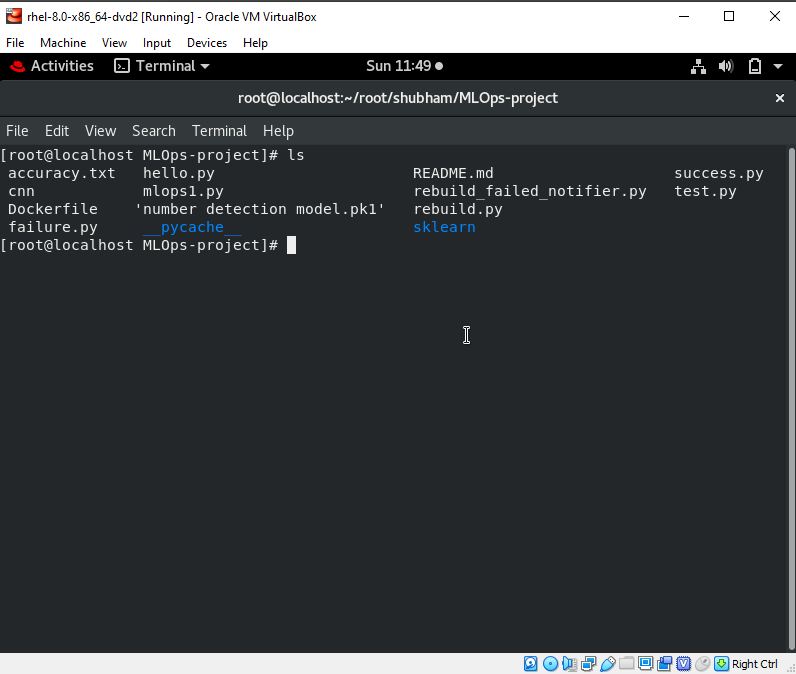 rhel-8.0-x86_64-dvd2 [Running] - Oracle VM VirtualBox
File Machine View Input Devices Help
Activities Terminal Sun 11:49
root@localhost:~/root/shubham/MLOps-project
File Edit View Search Terminal Help
[root@localhost MLOps-project]# ls
accuracy.txt hello.py README.md success.py
cnn mlops1.py rebuild_failed_notifier.py test.py
Dockerfile 'number detection model.pk1' rebuild.py
failure.py __pycache__ sklearn
[root@localhost MLOps-project]#
Right Ctrl